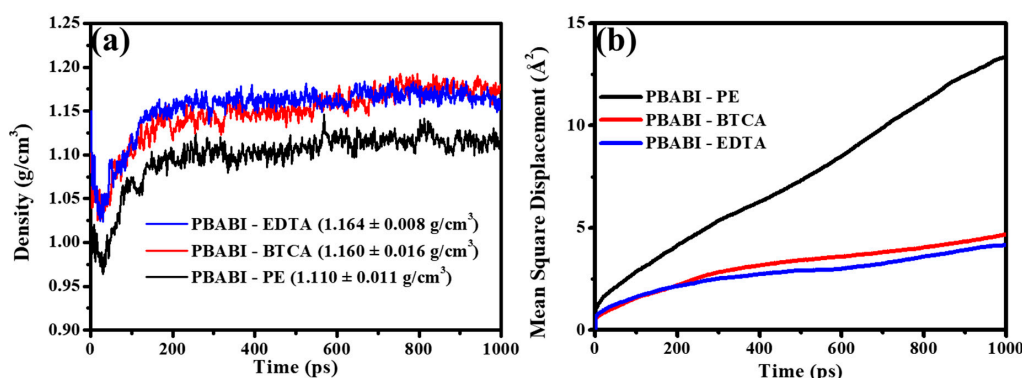 (a)
Density (g/cm³)
1.25
1.20
1.15
1.10
1.05
1.00
0.95
0.90
PBABI - EDTA (1.164 ± 0.008 g/cm³)
PBABI - BTCA (1.160 ± 0.016 g/cm³)
PBABI - PE (1.110 ± 0.011 g/cm³)
0 200 400 600 800 1000
Time (ps)
(b)
Mean Square Displacement (Å²)
15
10
5
0
PBABI - PE
PBABI - BTCA
PBABI - EDTA
0 200 400 600 800 1000
Time (ps)